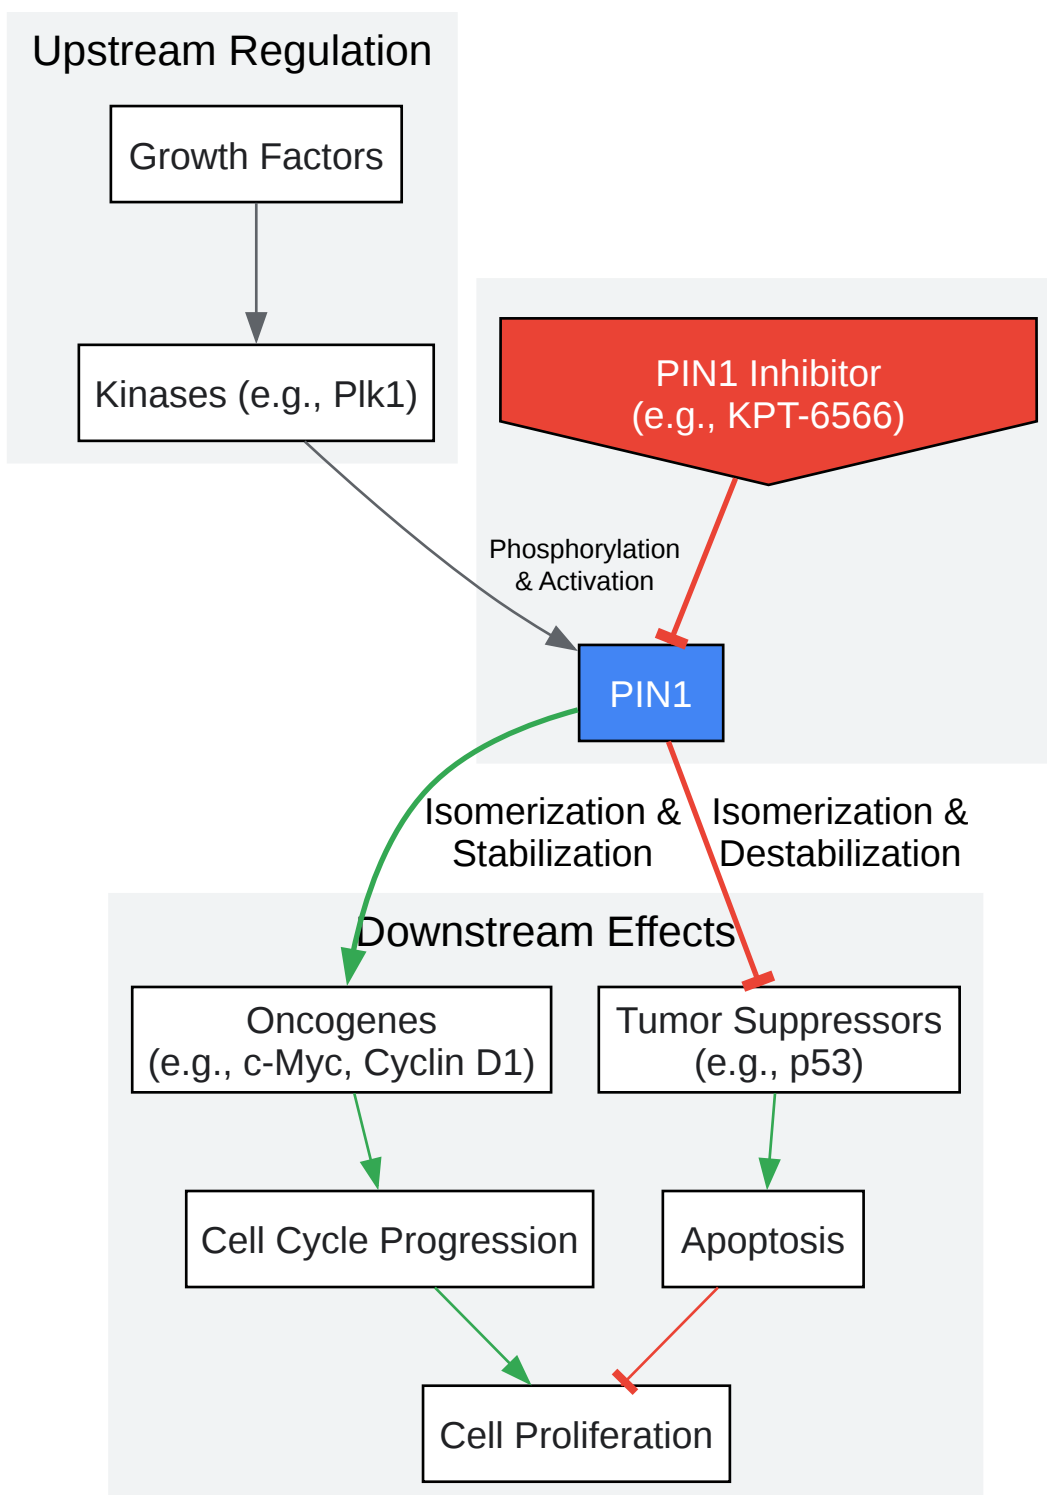 Upstream Regulation
Growth Factors
Kinases (e.g., Plk1)
PIN1 Inhibitor
(e.g., KPT-6566)
Phosphorylation
& Activation
PIN1
Isomerization &
Stabilization
Isomerization &
Destabilization
Downstream Effects
Oncogenes
(e.g., c-Myc, Cyclin D1)
Tumor Suppressors
(e.g., p53)
Cell Cycle Progression
Apoptosis
Cell Proliferation